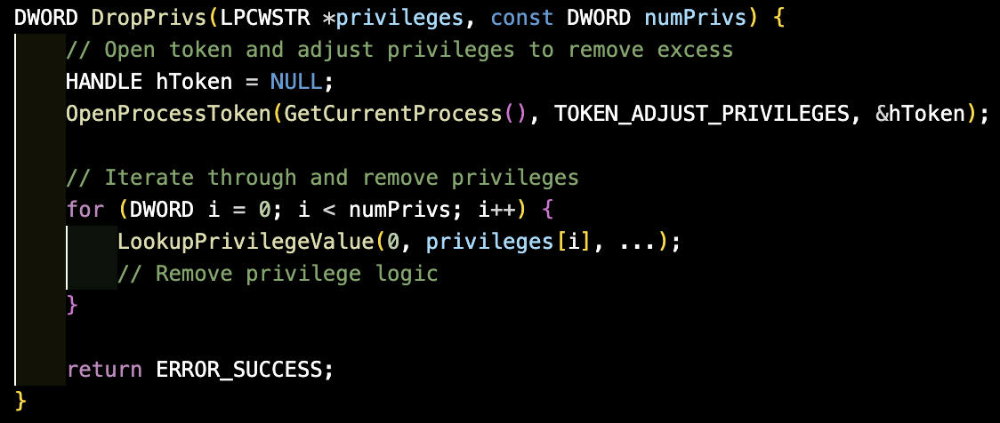 DWORD DropPrivs(LPCWSTR *privileges, const DWORD numPrivs) {
    // Open token and adjust privileges to remove excess
    HANDLE hToken = NULL;
    OpenProcessToken(GetCurrentProcess(), TOKEN_ADJUST_PRIVILEGES, &hToken);

    // Iterate through and remove privileges
    for (DWORD i = 0; i < numPrivs; i++) {
        LookupPrivilegeValue(0, privileges[i], ...);
        // Remove privilege logic
    }

    return ERROR_SUCCESS;
}